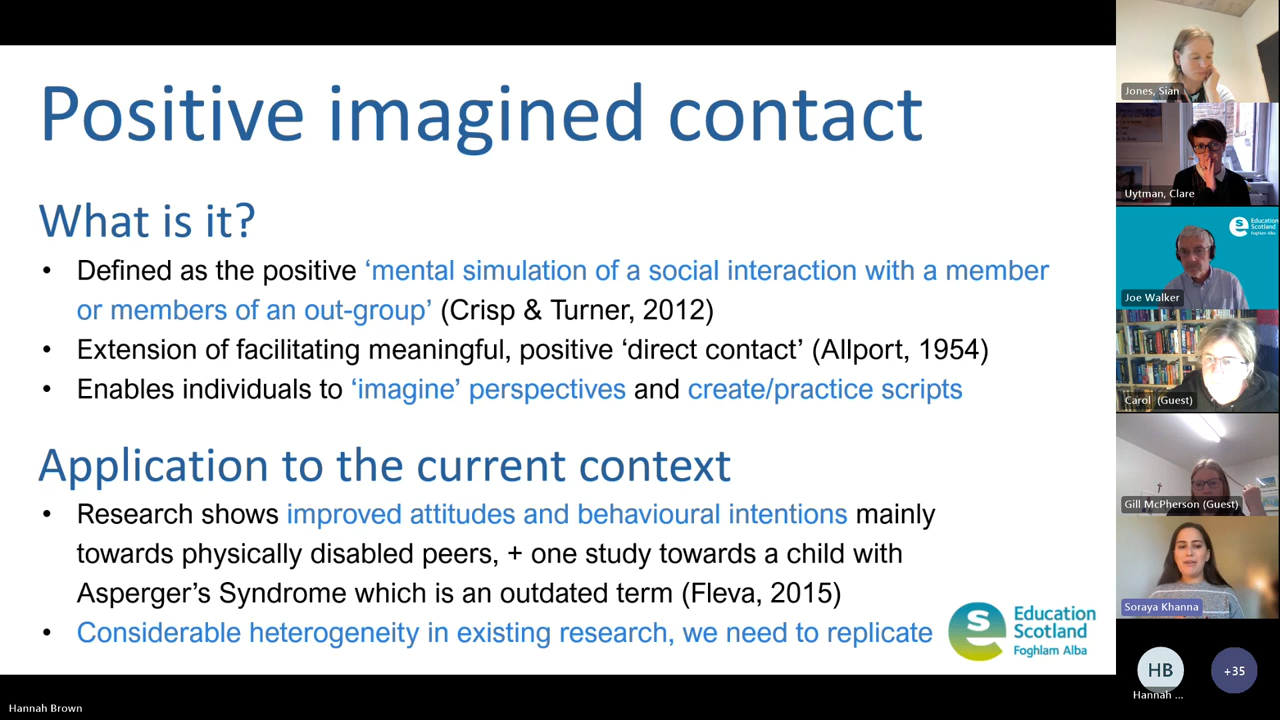 Positive imagined contact
What is it?
• Defined as the positive ‘mental simulation of a social interaction with a member
or members of an out-group’ (Crisp & Turner, 2012)
• Extension of facilitating meaningful, positive ‘direct contact’ (Allport, 1954)
• Enables individuals to ‘imagine’ perspectives and create/practice scripts
Application to the current context
• Research shows improved attitudes and behavioural intentions mainly
towards physically disabled peers, + one study towards a child with
Asperger’s Syndrome which is an outdated term (Fleva, 2015)
• Considerable heterogeneity in existing research, we need to replicate
Education
Scotland
Foghlam Alba
Hannah Brown
Jones, Sian
Uytman, Clare
Education
Scotland
Foghlam Alba
Joe Walker
Carol (Guest)
Gill McPherson (Guest)
Soraya Khanna
HB
Hannah ...
+35